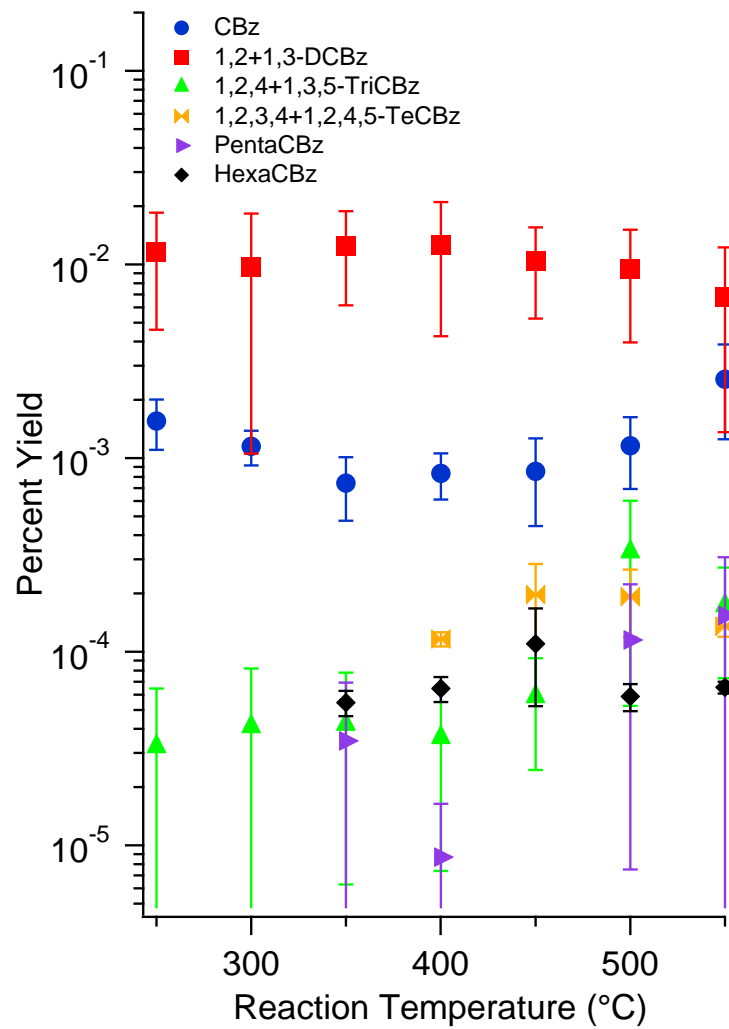 CBz
1,2+1,3-DCBz
1,2,4+1,3,5-TriCBz
1,2,3,4+1,2,4,5-TeCBz
PentaCBz
HexaCBz
10^-1
10^-2
10^-3
10^-4
10^-5
Percent Yield
300
400
500
Reaction Temperature (°C)